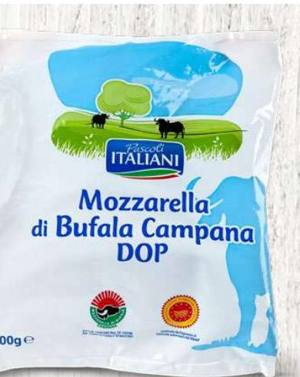 Pascoli
ITALIANI
Mozzarella
di Bufala Campana
DOP
00g e